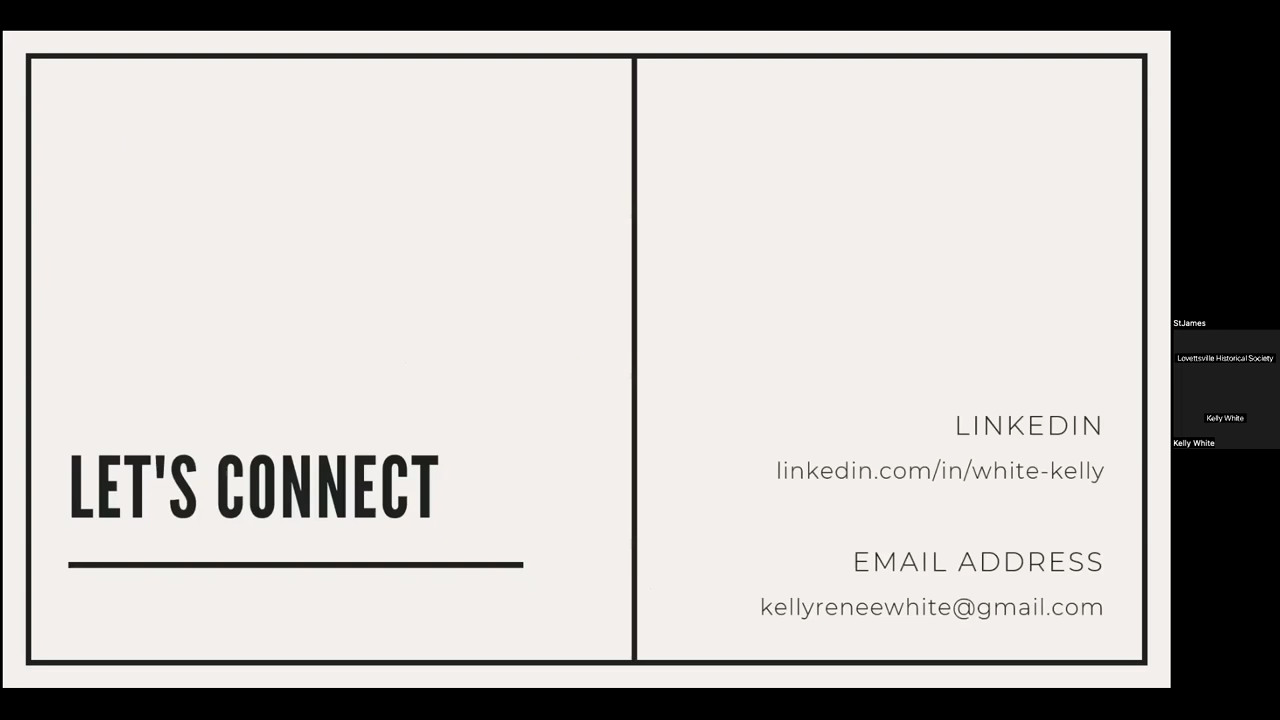 LET'S CONNECT
LINKEDIN
linkedin.com/in/white-kelly
EMAIL ADDRESS
kellyreneewhite@gmail.com
StJames
Lovettsville Historical Society
Kelly White
Kelly White